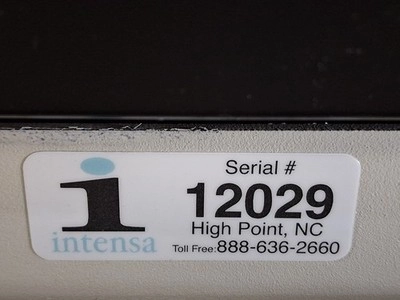 Serial #
12029
High Point, NC
Toll Free:888-636-2660
i
intensa